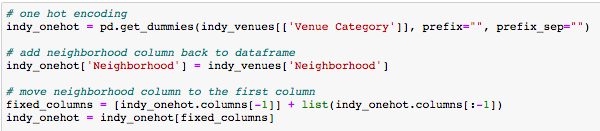 # one hot encoding
indy_onehot = pd.get_dummies(indy_venues[['Venue Category']], prefix="", prefix_sep="")
# add neighborhood column back to dataframe
indy_onehot['Neighborhood'] = indy_venues['Neighborhood']
# move neighborhood column to the first column
fixed_columns = [indy_onehot.columns[-1]] + list(indy_onehot.columns[:-1])
indy_onehot = indy_onehot[fixed_columns]